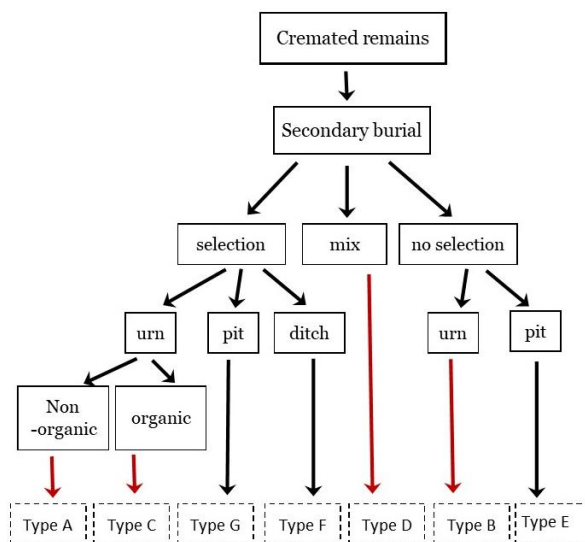 Cremated remains
Secondary burial
selection
mix
no selection
urn
pit
ditch
urn
pit
Non
-organic
organic
Type A
Type C
Type G
Type F
Type D
Type B
Type E